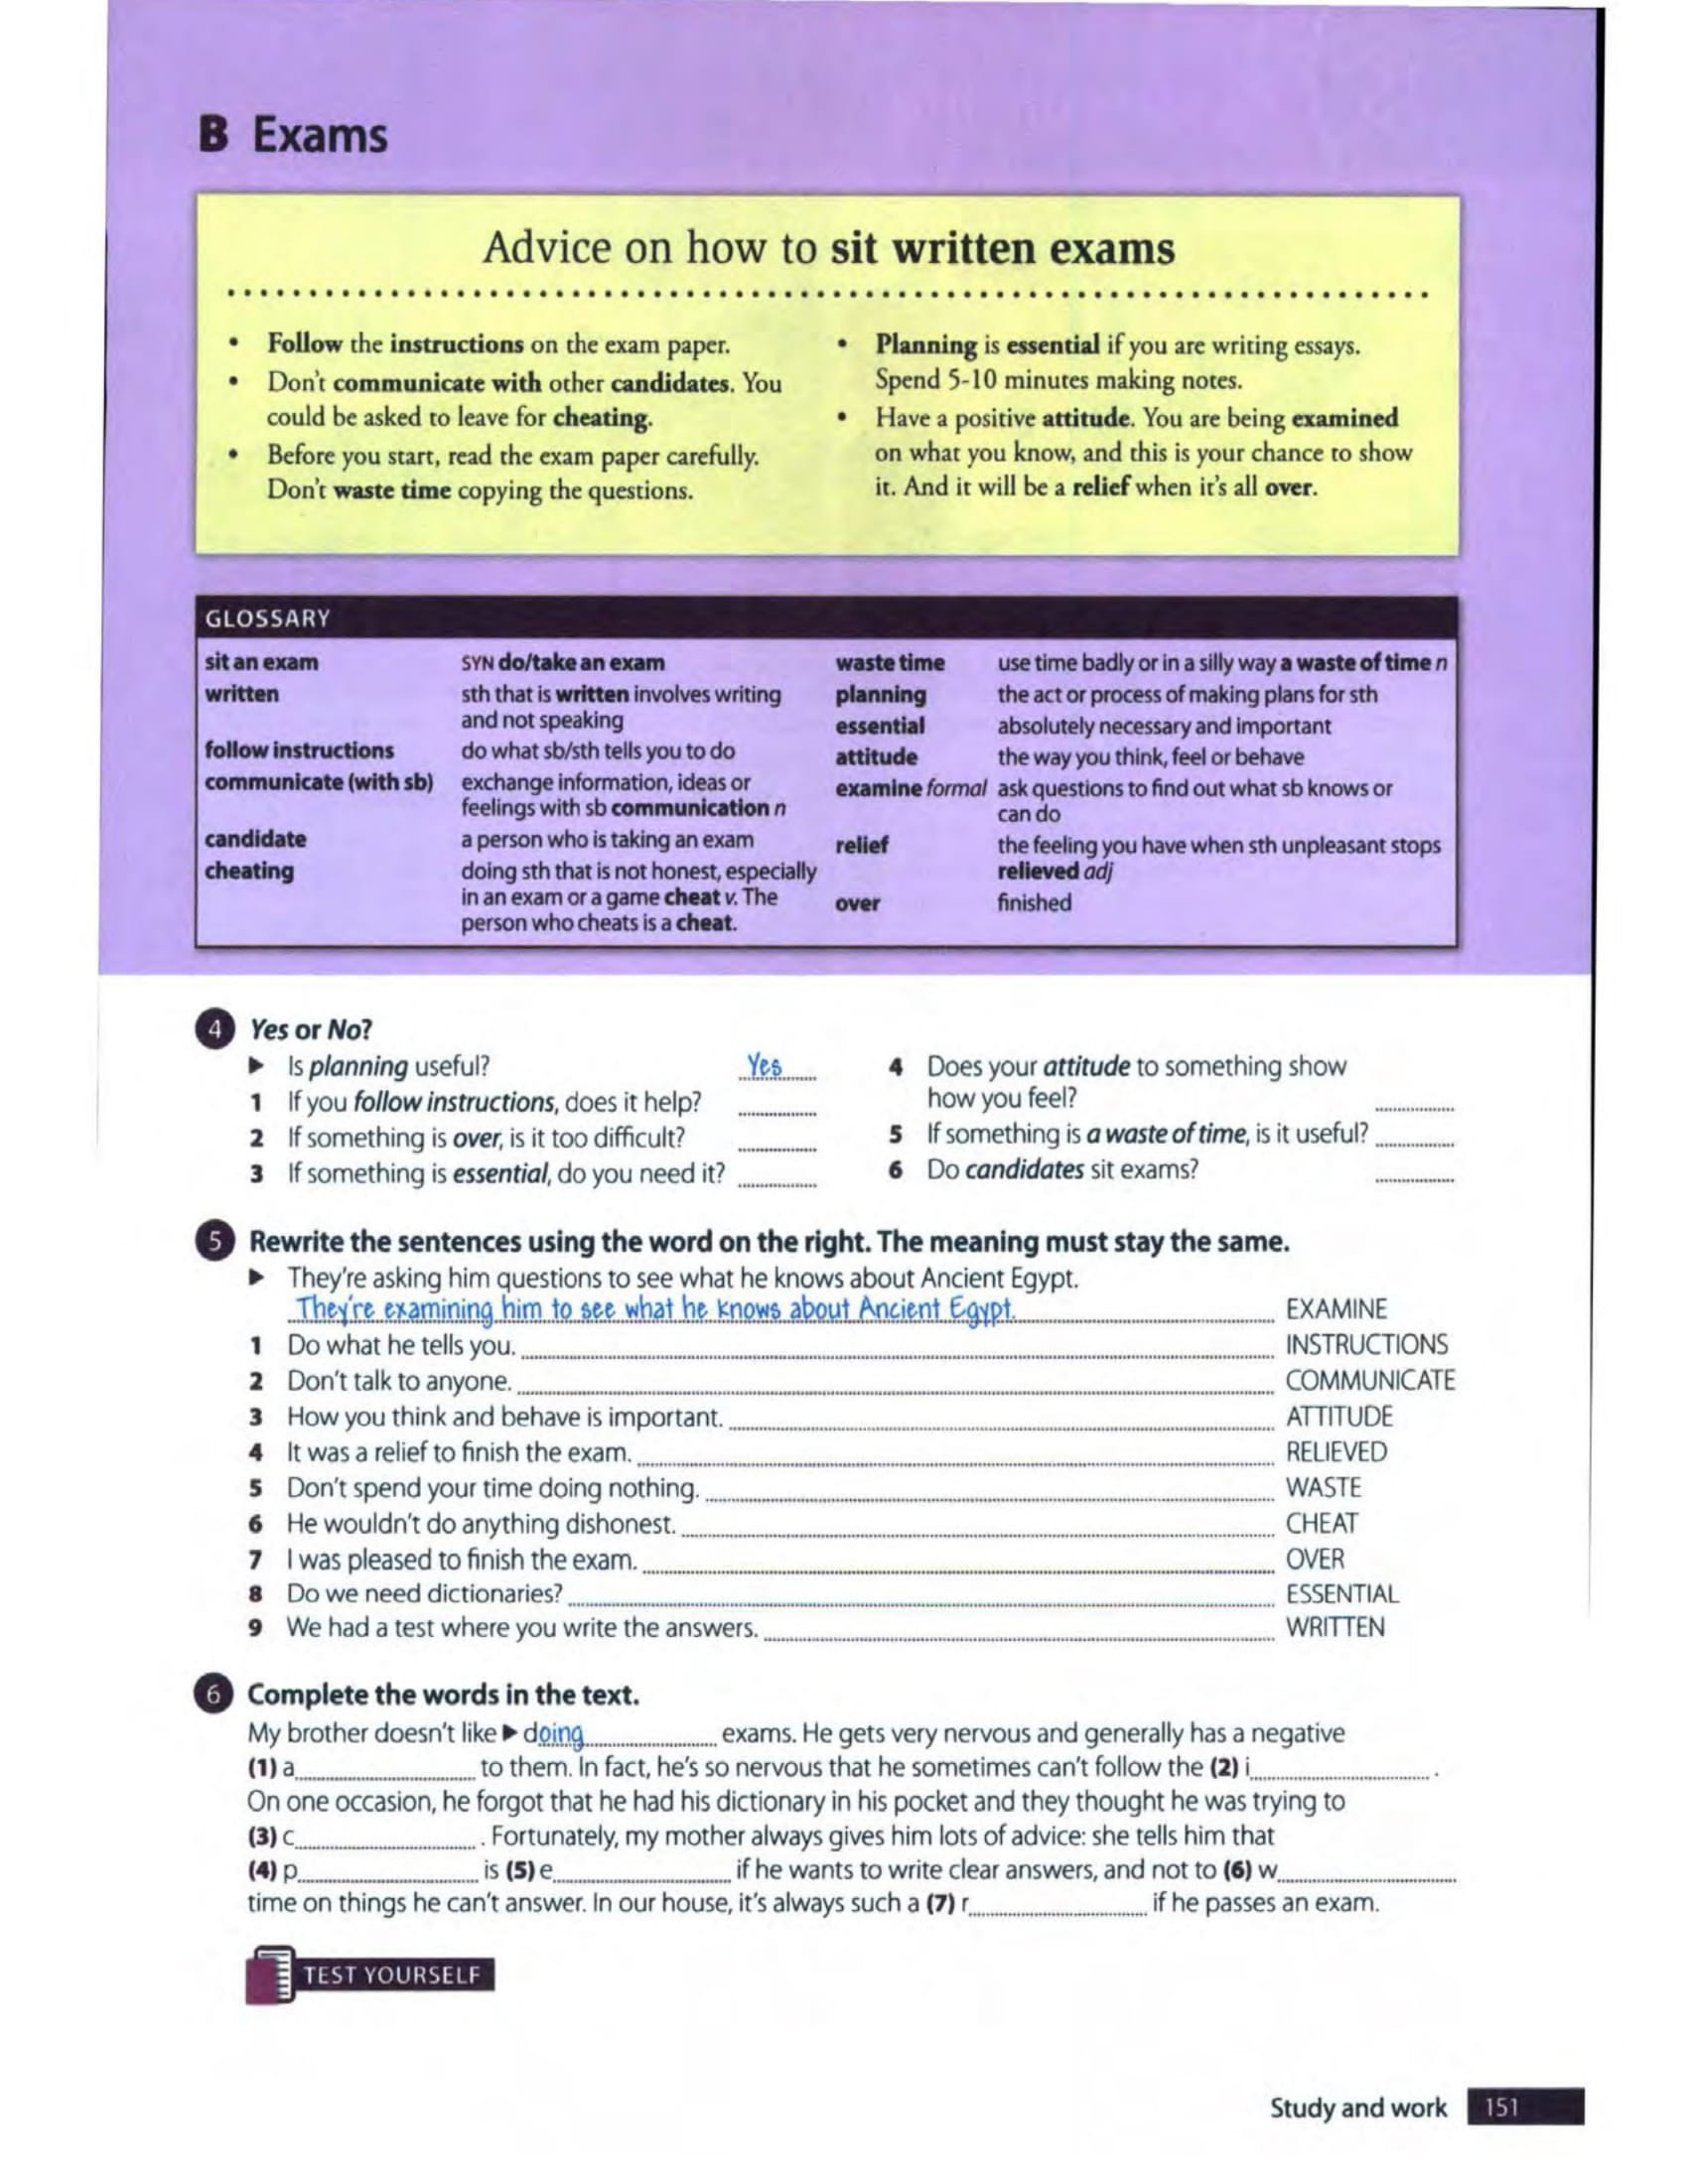 B Exams
Advice on how to sit written exams
• Follow the instructions on the exam paper.
• Don't communicate with other candidates. You
could be asked to leave for cheating.
• Before you start, read the exam paper carefully.
Don't waste time copying the questions.
• Planning is essential if you are writing essays.
Spend 5-10 minutes making notes.
• Have a positive attitude. You are being examined
on what you know, and this is your chance to show
it. And it will be a relief when it's all over.
GLOSSARY
sit an exam SYN do/take an exam
written sth that is written involves writing
and not speaking
follow instructions do what sb/sth tells you to do
communicate (with sb) exchange information, ideas or
feelings with sb communication n
candidate a person who is taking an exam
cheating doing sth that is not honest, especially
in an exam or a game cheat v. The
person who cheats is a cheat.
waste time use time badly or in a silly way a waste of time n
planning the act or process of making plans for sth
essential absolutely necessary and important
attitude the way you think, feel or behave
examine formal ask questions to find out what sb knows or
can do
relief the feeling you have when sth unpleasant stops
relieved adj
over finished
4 Yes or No?
▶ Is planning useful? Yes
1 If you follow instructions, does it help?
2 If something is over, is it too difficult?
3 If something is essential, do you need it?
4 Does your attitude to something show
how you feel?
5 If something is a waste of time, is it useful?
6 Do candidates sit exams?
5 Rewrite the sentences using the word on the right. The meaning must stay the same.
▶ They're asking him questions to see what he knows about Ancient Egypt.
They're examining him to see what he knows about Ancient Egypt. EXAMINE
1 Do what he tells you. INSTRUCTIONS
2 Don't talk to anyone. COMMUNICATE
3 How you think and behave is important. ATTITUDE
4 It was a relief to finish the exam. RELIEVED
5 Don't spend your time doing nothing. WASTE
6 He wouldn't do anything dishonest. CHEAT
7 I was pleased to finish the exam. OVER
8 Do we need dictionaries? ESSENTIAL
9 We had a test where you write the answers. WRITTEN
6 Complete the words in the text.
My brother doesn't like ▶ doing exams. He gets very nervous and generally has a negative
(1) a to them. In fact, he's so nervous that he sometimes can't follow the (2) i .
On one occasion, he forgot that he had his dictionary in his pocket and they thought he was trying to
(3) c . Fortunately, my mother always gives him lots of advice: she tells him that
(4) p is (5) e if he wants to write clear answers, and not to (6) w
time on things he can't answer. In our house, it's always such a (7) r if he passes an exam.
TEST YOURSELF
Study and work 151